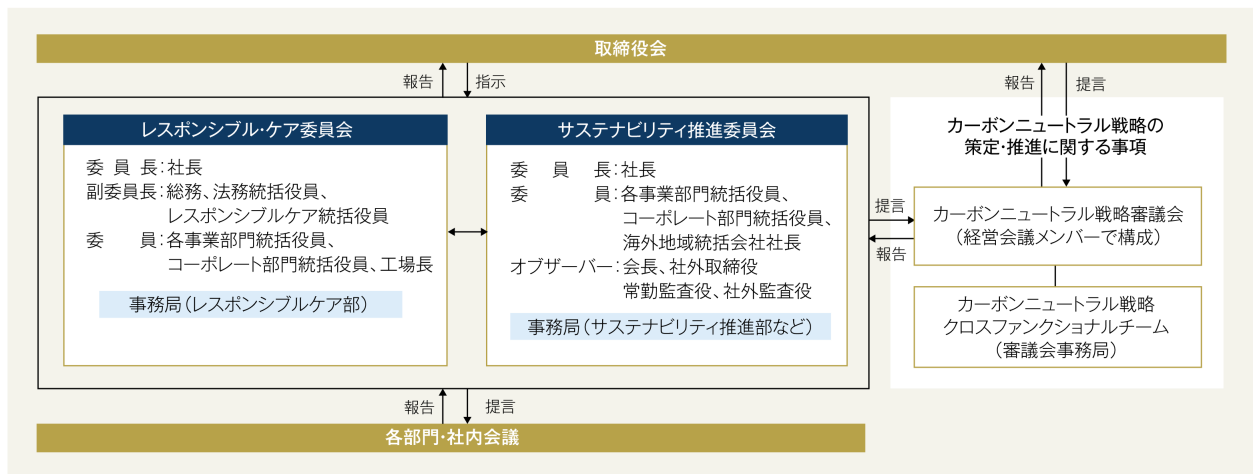 取締役会
報告
指示
報告
提言
レスポンシブル・ケア委員会
委員長：社長
副委員長：総務、法務統括役員、
レスポンシブルケア統括役員
委員：各事業部門統括役員、
コーポレート部門統括役員、工場長
事務局（レスポンシブルケア部）
サステナビリティ推進委員会
委員長：社長
委員：各事業部門統括役員、
コーポレート部門統括役員、
海外地域統括会社社長
オブザーバー：会長、社外取締役
常勤監査役、社外監査役
事務局（サステナビリティ推進部など）
提言
報告
カーボンニュートラル戦略の
策定・推進に関する事項
カーボンニュートラル戦略審議会
（経営会議メンバーで構成）
カーボンニュートラル戦略
クロスファンクショナルチーム
（審議会事務局）
報告
提言
各部門・社内会議